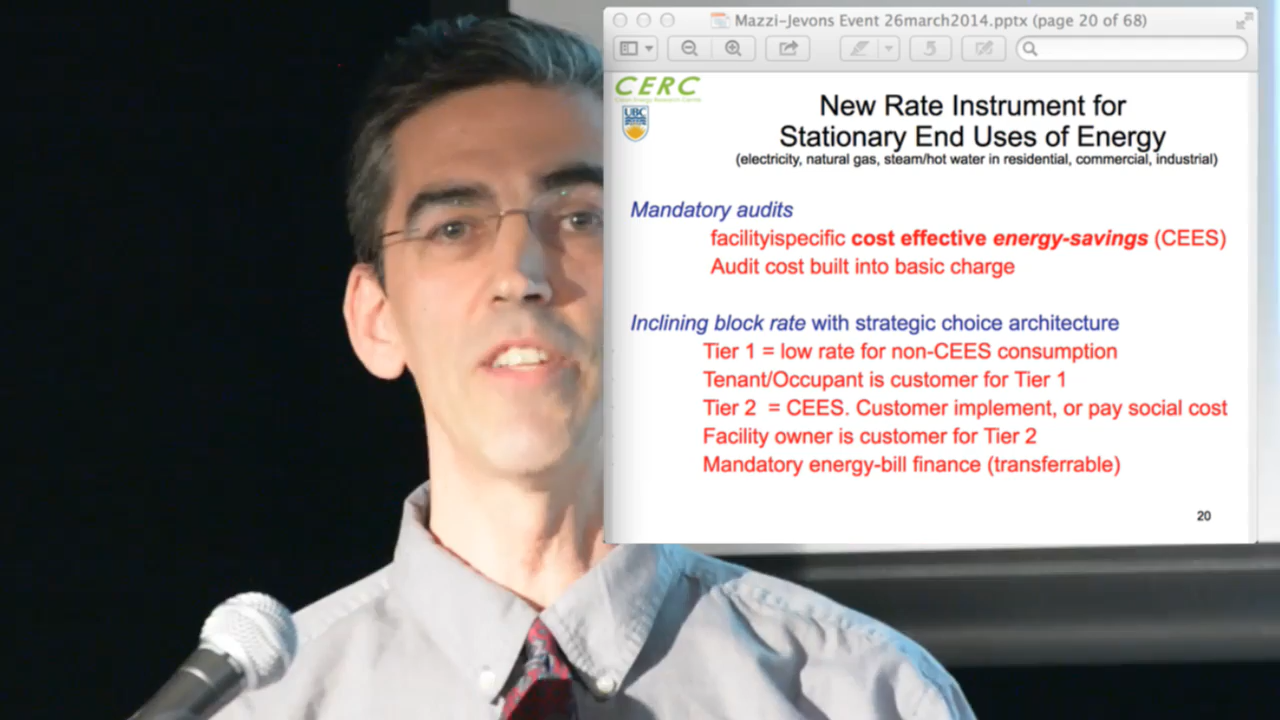 Mazzi-Jevons Event 26march2014.pptx (page 20 of 68)
CERC
Clean Energy Research Centre
UBC
New Rate Instrument for
Stationary End Uses of Energy
(electricity, natural gas, steam/hot water in residential, commercial, industrial)
Mandatory audits
facilityispecific cost effective energy-savings (CEES)
Audit cost built into basic charge
Inclining block rate with strategic choice architecture
Tier 1 = low rate for non-CEES consumption
Tenant/Occupant is customer for Tier 1
Tier 2 = CEES. Customer implement, or pay social cost
Facility owner is customer for Tier 2
Mandatory energy-bill finance (transferrable)
20